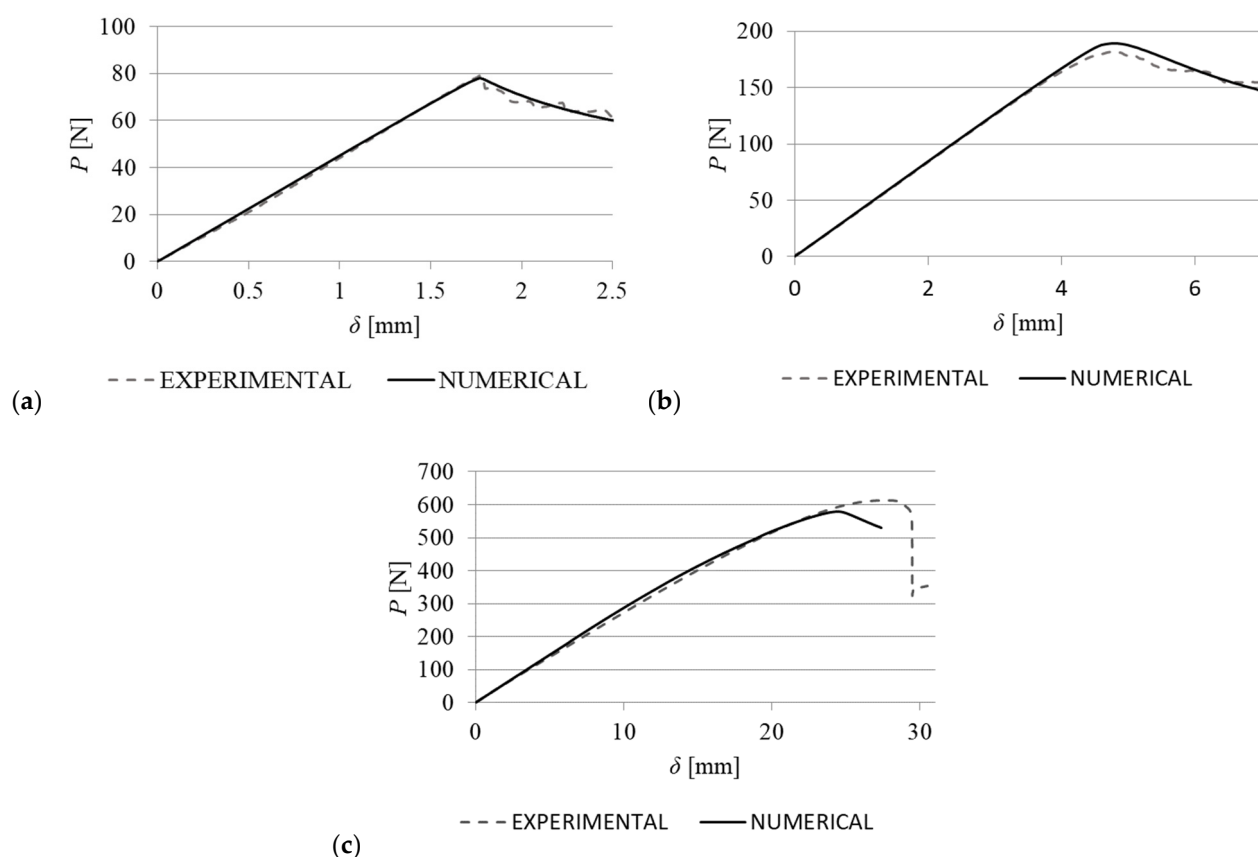 100
80
60
40
20
0
P [N]
0 0.5 1 1.5 2 2.5
δ [mm]
EXPERIMENTAL NUMERICAL
(a)
200
150
100
50
0
P [N]
0 2 4 6
δ [mm]
EXPERIMENTAL NUMERICAL
(b)
700
600
500
400
300
200
100
0
P [N]
0 10 20 30
δ [mm]
EXPERIMENTAL NUMERICAL
(c)